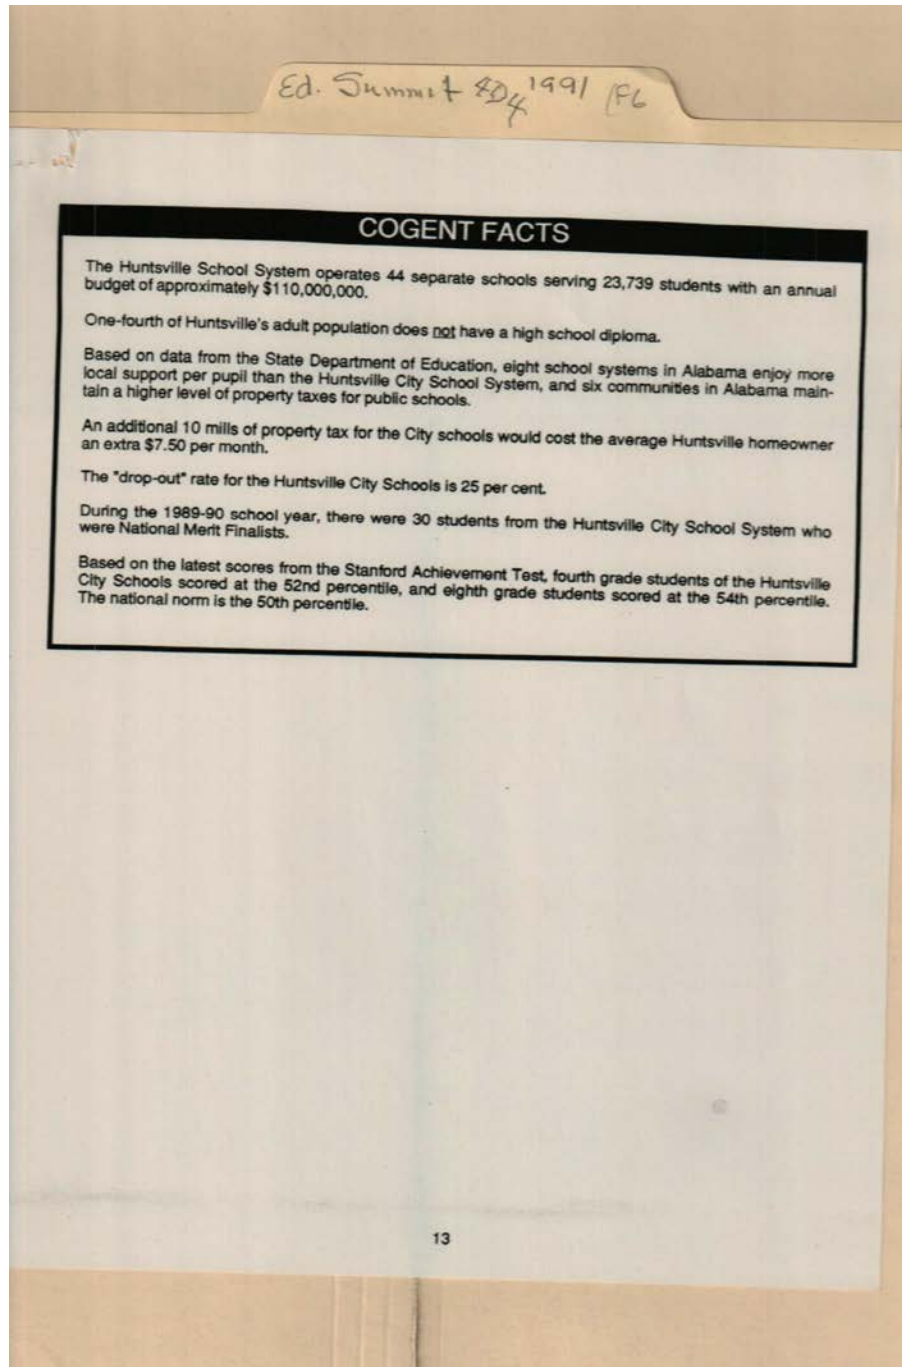 Ed. Summit 1991
COGENT FACTS
The Huntsville School System operates 44 separate schools serving 23,739 students with an annual
budget of approximately $110,000,000.
One-fourth of Huntsville's adult population does not have a high school diploma.
Based on data from the State Department of Education, eight school systems in Alabama enjoy more
local support per pupil than the Huntsville City School System, and six communities in Alabama main-
tain a higher level of property taxes for public schools.
An additional 10 mills of property tax for the City schools would cost the average Huntsville homeowner
an extra $7.50 per month.
The "drop-out" rate for the Huntsville City Schools is 25 per cent.
During the 1989-90 school year, there were 30 students from the Huntsville City School System who
were National Merit Finalists.
Based on the latest scores from the Stanford Achievement Test, fourth grade students of the Huntsville
City Schools scored at the 52nd percentile, and eighth grade students scored at the 54th percentile.
The national norm is the 50th percentile.
13